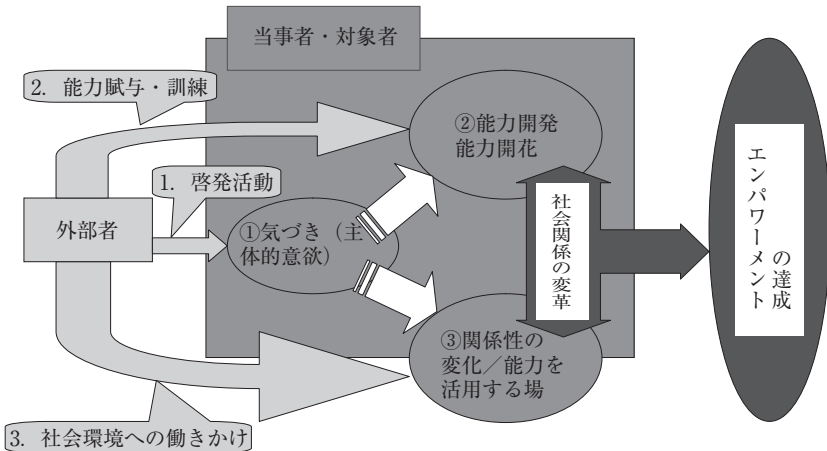 当事者・対象者
2. 能力賦与・訓練
②能力開発
能力開花
1. 啓発活動
外部者
①気づき（主
体的意欲）
社会関係の変革
エンパワーメント
の達成
③関係性の
変化／能力を
活用する場
3. 社会環境への働きかけ